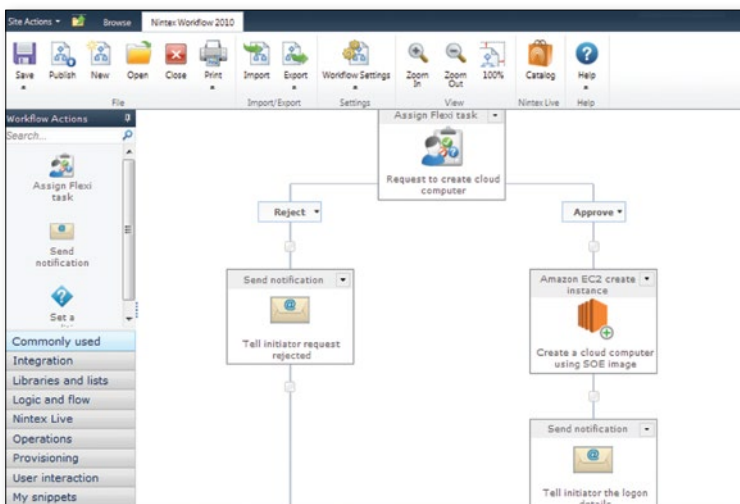 Site Actions
Browse
Nintex Workflow 2010
Save
Publish
New
Open
Close
Print
Import
Export
Workflow Settings
Zoom
In
Zoom
Out
100%
Catalog
Help
File
Import/Export
Settings
View
Nintex Live
Help
Workflow Actions
Search...
Assign Flexi
task
Send
notification
Set a
Commonly used
Integration
Libraries and lists
Logic and flow
Nintex Live
Operations
Provisioning
User interaction
My snippets
Assign Flexi task
Request to create cloud
computer
Reject
Approve
Send notification
Tell initiator request
rejected
Amazon EC2 create
instance
Create a cloud computer
using SOE image
Send notification
Tell initiator the logon
details